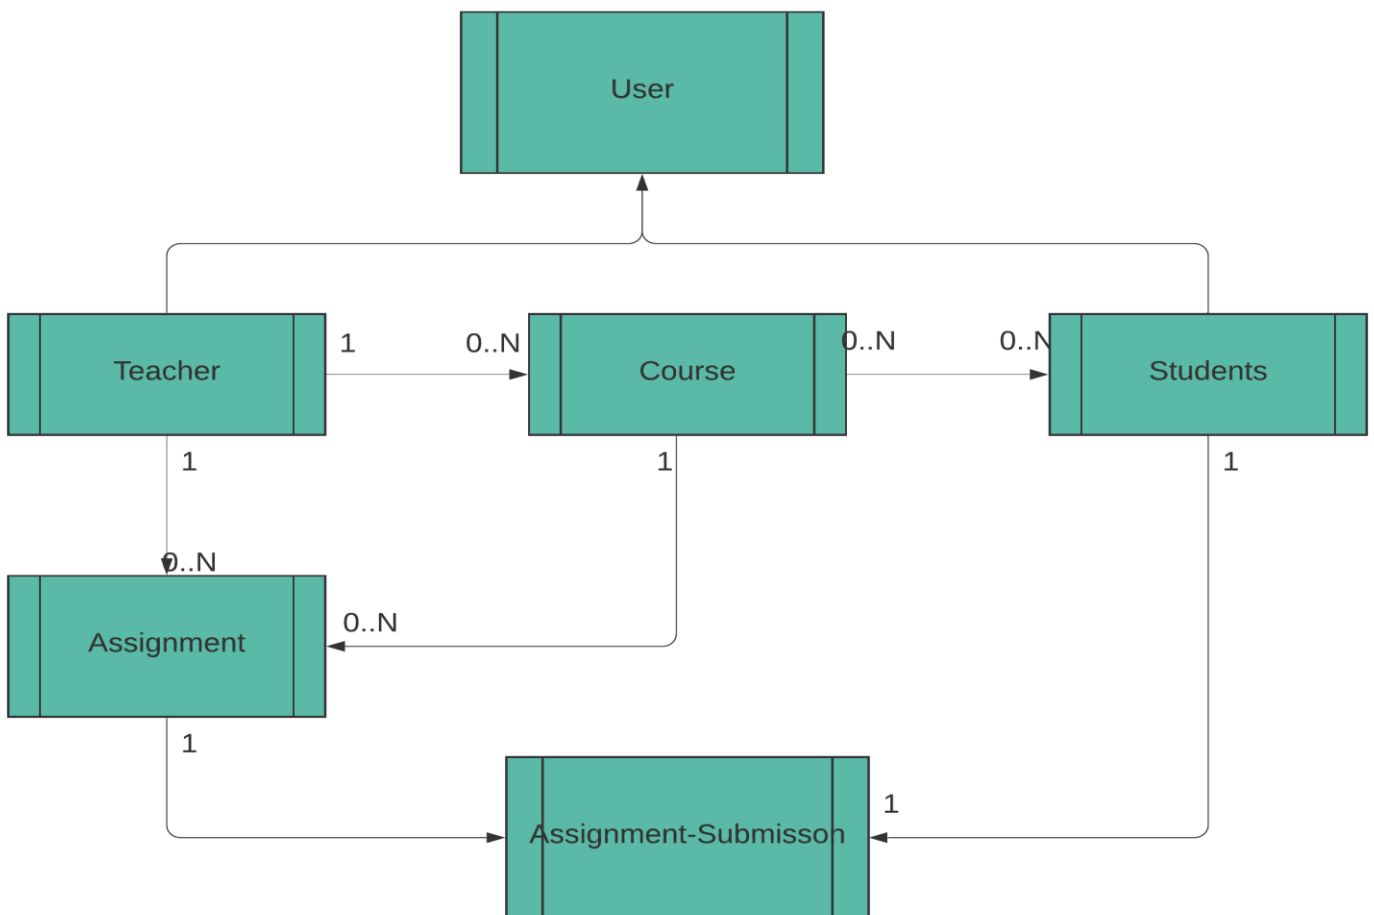 User
Teacher
1
0..N
Course
0..N
0..N
Students
1
1
1
0..N
Assignment
0..N
1
Assignment-Submisson
1